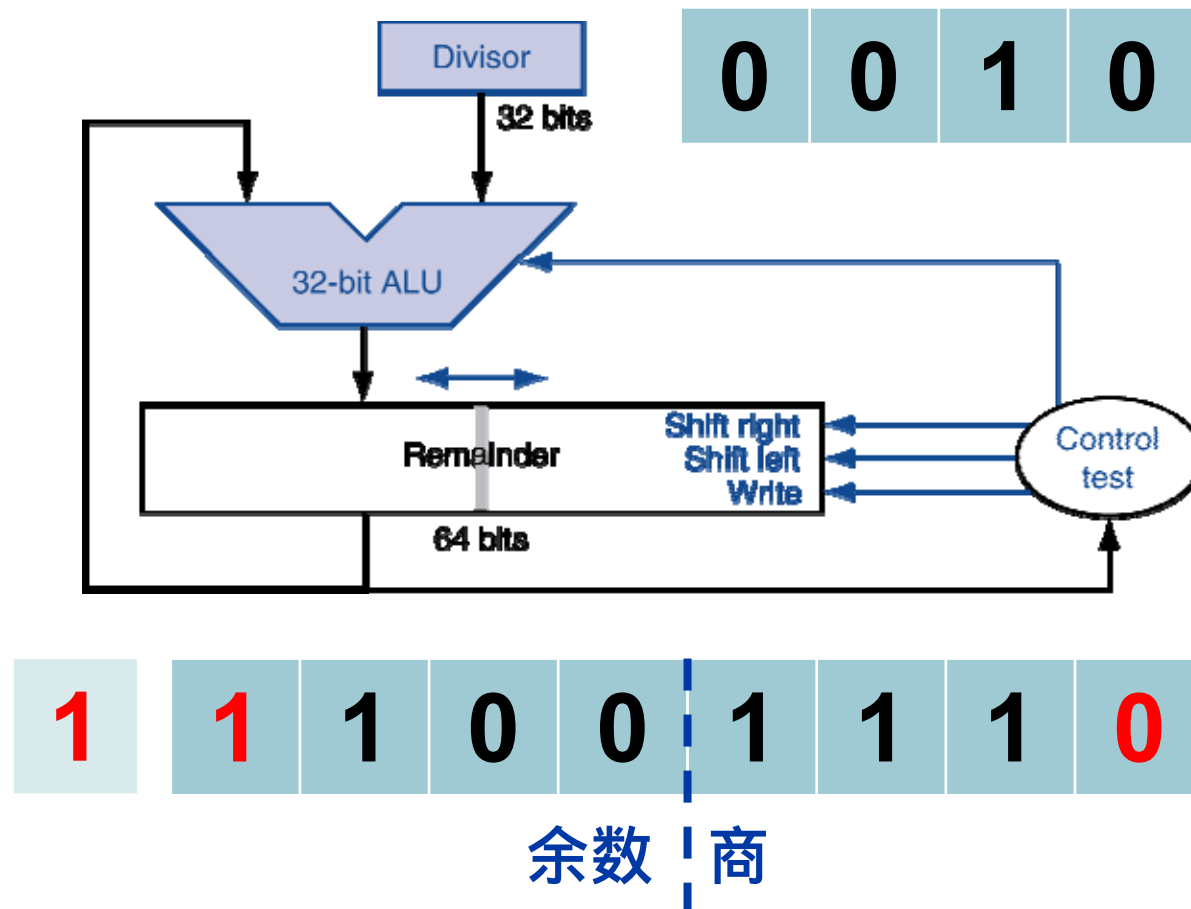 Divisor
0 0 1 0
32 bits
32-bit ALU
Remainder
Shift right
Shift left
Write
Control
test
64 bits
1 1 1 0 0 1 1 1 0
余数 商